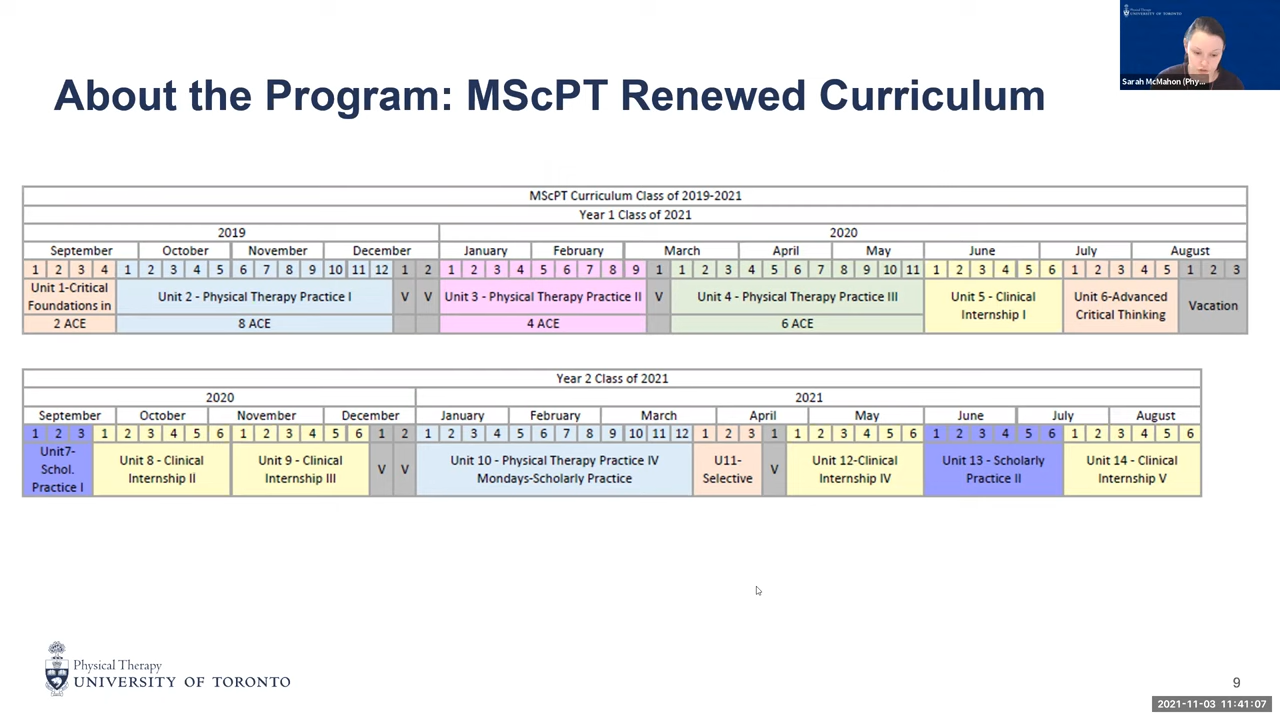 Physical Therapy
UNIVERSITY OF TORONTO
Sarah McMahon (Phy...
About the Program: MScPT Renewed Curriculum
MScPT Curriculum Class of 2019-2021
Year 1 Class of 2021
2019 2020
September October November December January February March April May June July August
1 2 3 4 1 2 3 4 5 6 7 8 9 10 11 12 1 2 1 2 3 4 5 6 7 8 9 1 1 2 3 4 5 6 7 8 9 10 11 1 2 3 4 5 6 1 2 3 4 5 1 2 3
Unit 1-Critical
Foundations in
Unit 2 - Physical Therapy Practice I
V
V
Unit 3 - Physical Therapy Practice II
V
Unit 4 - Physical Therapy Practice III
Unit 5 - Clinical
Internship I
Unit 6-Advanced
Critical Thinking
Vacation
2 ACE 8 ACE 4 ACE 6 ACE
Year 2 Class of 2021
2020 2021
September October November December January February March April May June July August
1 2 3 1 2 3 4 5 6 1 2 3 4 5 6 1 2 1 2 3 4 5 6 7 8 9 10 11 12 1 2 3 1 1 2 3 4 5 6 1 2 3 4 5 6 1 2 3 4 5 6
Unit7-
Schol.
Practice I
Unit 8 - Clinical
Internship II
Unit 9 - Clinical
Internship III
V
V
Unit 10 - Physical Therapy Practice IV
Mondays-Scholarly Practice
U11-
Selective
V
Unit 12-Clinical
Internship IV
Unit 13 - Scholarly
Practice II
Unit 14 - Clinical
Internship V
Physical Therapy
UNIVERSITY OF TORONTO
9
2021-11-03 11:41:07